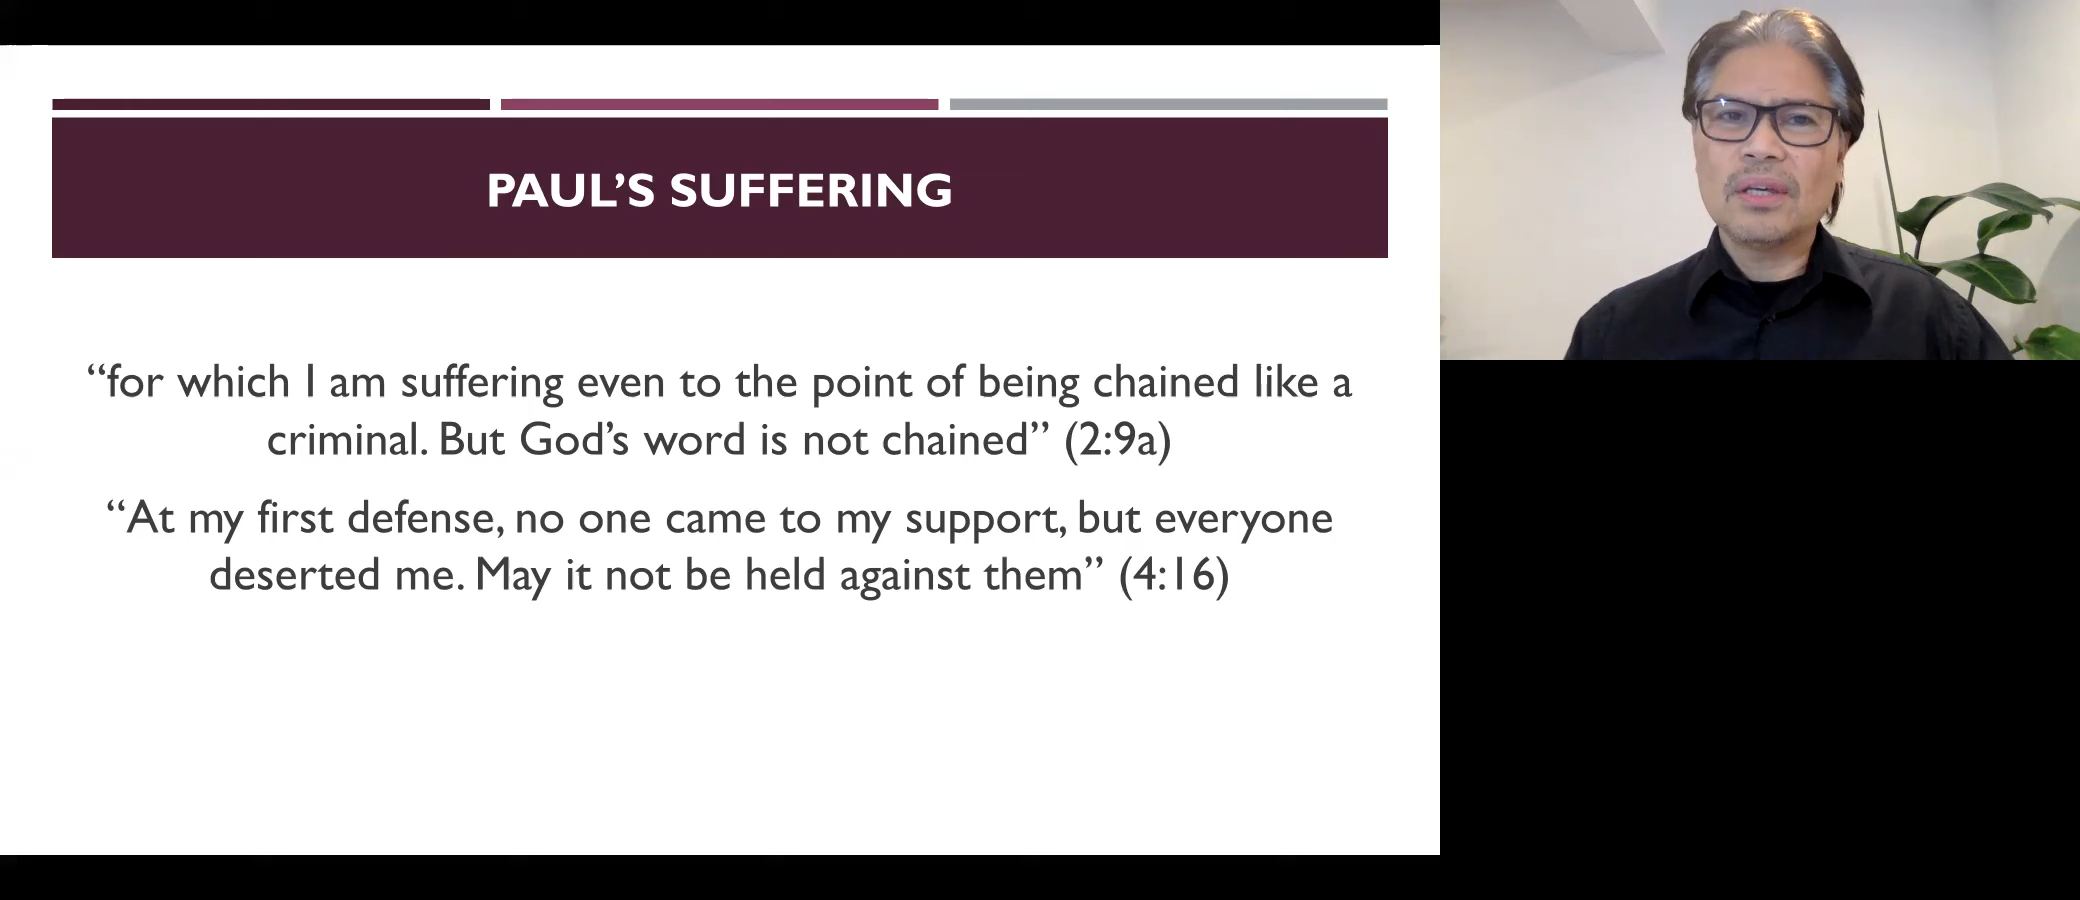 PAUL’S SUFFERING
“for which I am suffering even to the point of being chained like a
criminal. But God’s word is not chained” (2:9a)
“At my first defense, no one came to my support, but everyone
deserted me. May it not be held against them” (4:16)